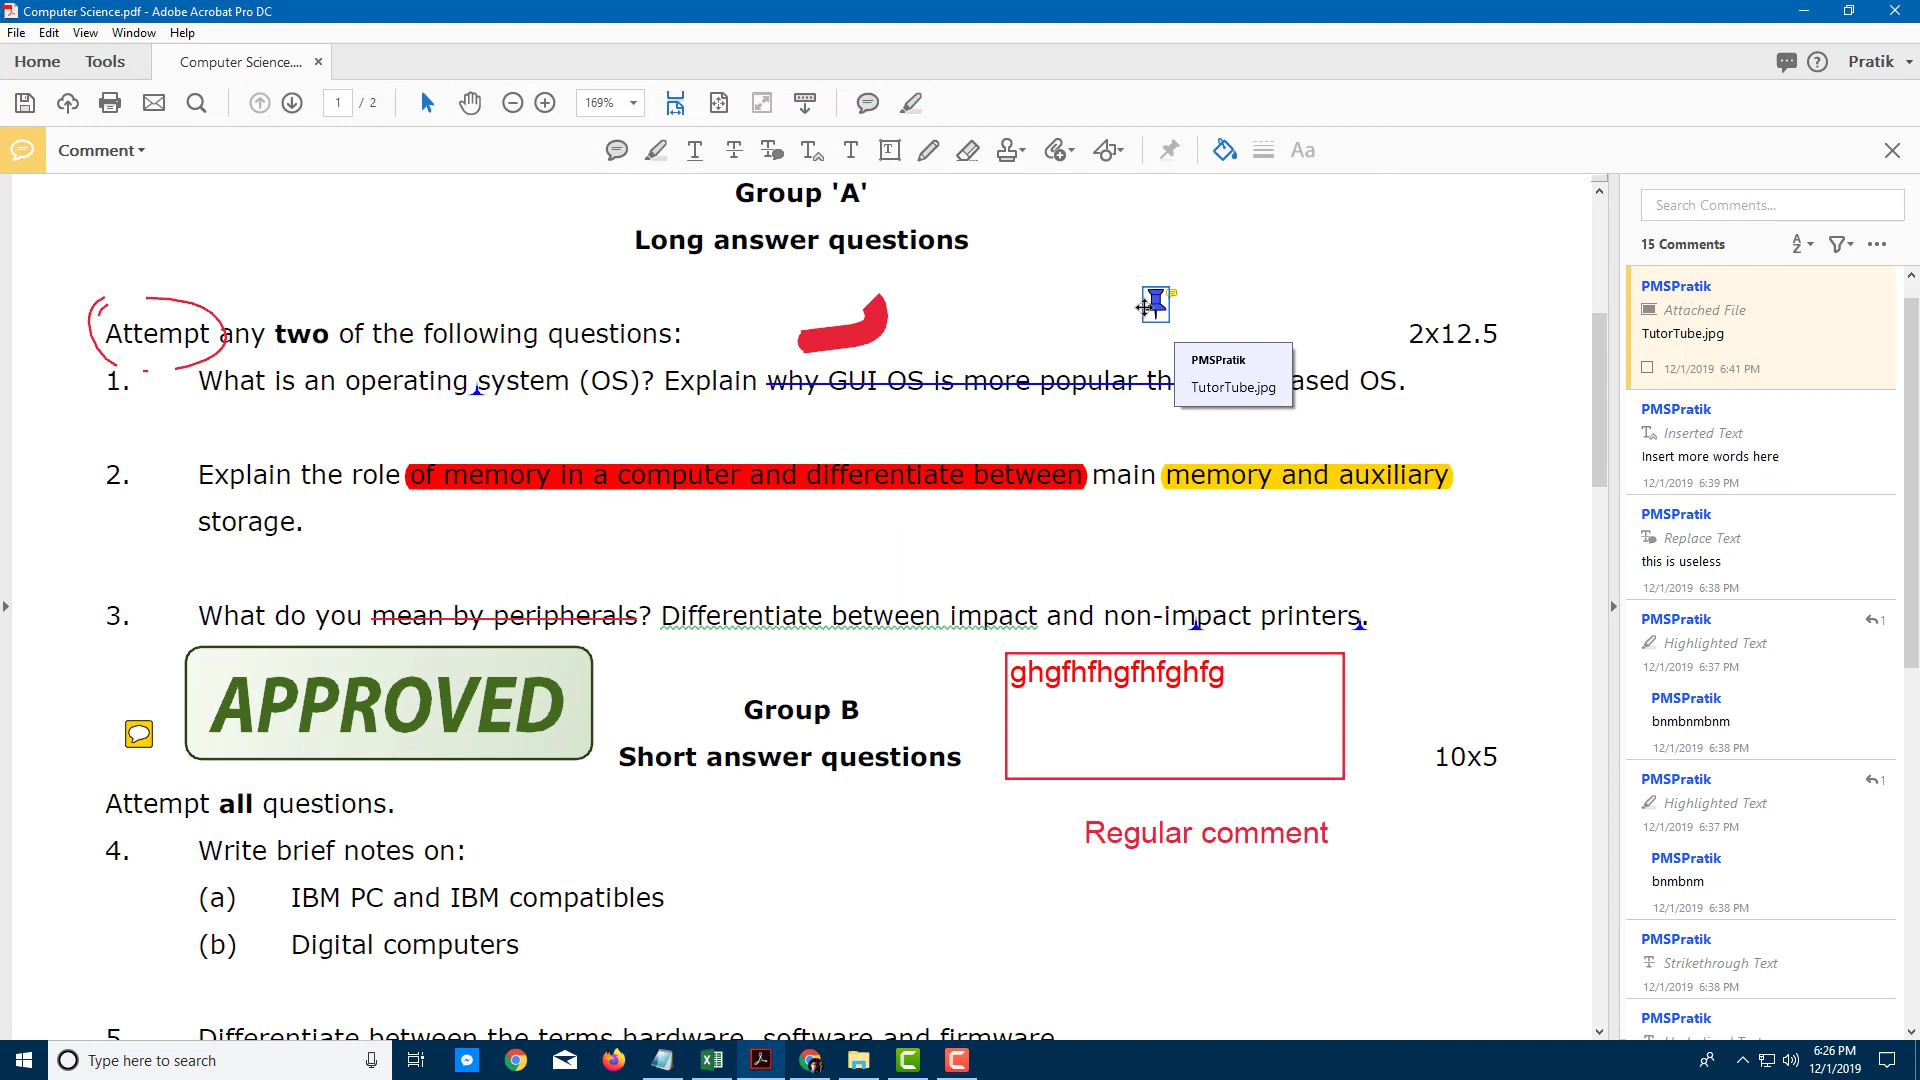 Computer Science.pdf - Adobe Acrobat Pro DC
File Edit View Window Help
Home Tools Computer Science.... × Pratik
1 / 2 169%
Comment
Aa
Group 'A'
Long answer questions
Attempt any two of the following questions: 2x12.5
1. What is an operating system (OS)? Explain why GUI OS is more popular th ased OS.
PMSPratik
TutorTube.jpg
2. Explain the role of memory in a computer and differentiate between main memory and auxiliary
storage.
3. What do you mean by peripherals? Differentiate between impact and non-impact printers.
APPROVED
ghgfhfhgfhfghfg
Group B
Short answer questions 10x5
Attempt all questions.
Regular comment
4. Write brief notes on:
(a) IBM PC and IBM compatibles
(b) Digital computers
5. Differentiate between the terms hardware, software and firmware.
Search Comments...
15 Comments
PMSPratik
Attached File
TutorTube.jpg
12/1/2019 6:41 PM
PMSPratik
Inserted Text
Insert more words here
12/1/2019 6:39 PM
PMSPratik
Replace Text
this is useless
12/1/2019 6:38 PM
PMSPratik 1
Highlighted Text
12/1/2019 6:37 PM
PMSPratik
bnmbnmbnm
12/1/2019 6:38 PM
PMSPratik 1
Highlighted Text
12/1/2019 6:37 PM
PMSPratik
bnmbnm
12/1/2019 6:38 PM
PMSPratik
Strikethrough Text
12/1/2019 6:38 PM
PMSPratik
Type here to search
6:26 PM
12/1/2019